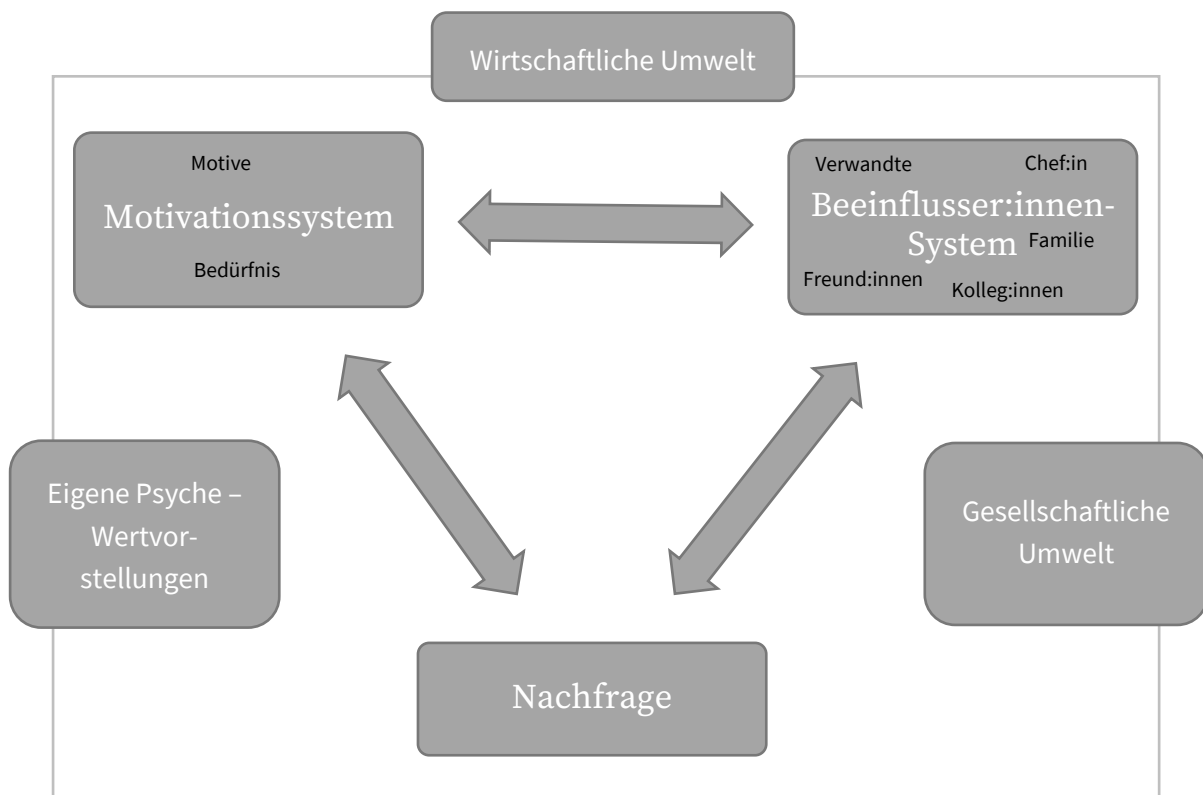 Wirtschaftliche Umwelt
Motive
Motivationssystem
Bedürfnis
Verwandte
Chef:in
Beeinflusser:innen-
System
Familie
Freund:innen
Kolleg:innen
Eigene Psyche –
Wertvor-
stellungen
Gesellschaftliche
Umwelt
Nachfrage